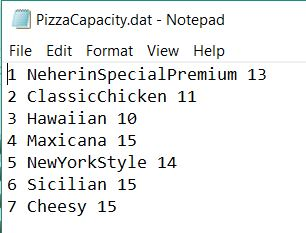 PizzaCapacity.dat - Notepad
File Edit Format View Help
1 NeherinSpecialPremium 13
2 ClassicChicken 11
3 Hawaiian 10
4 Maxicana 15
5 NewYorkStyle 14
6 Sicilian 15
7 Cheesy 15